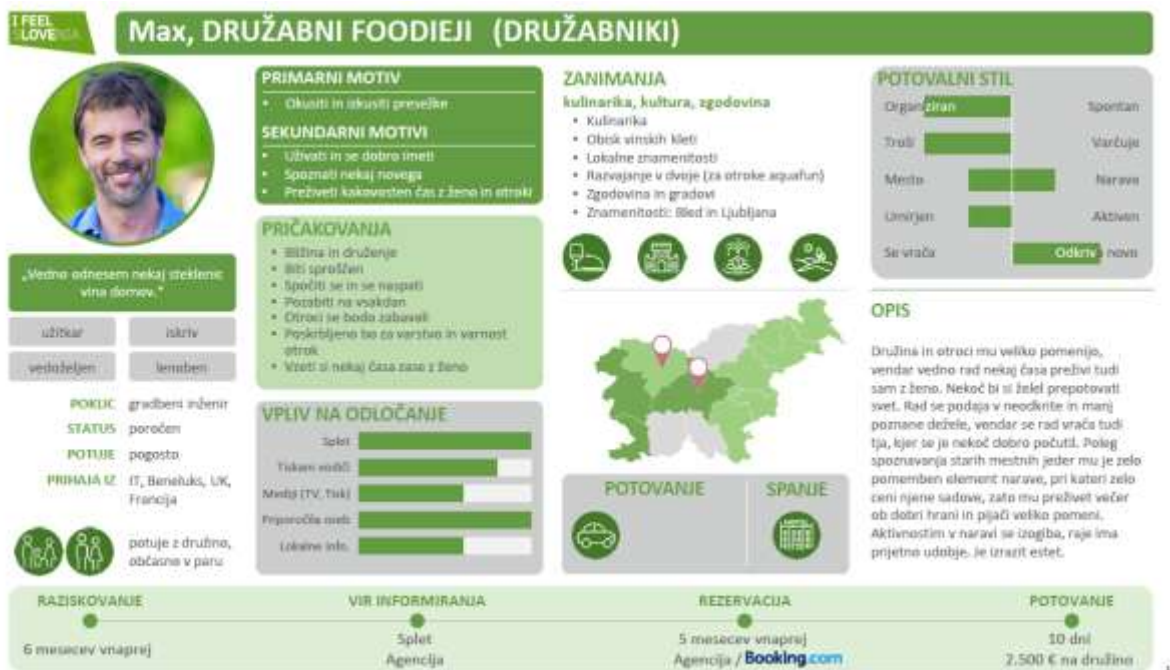 I FEEL
SLOVENIA
Max, DRUŽABNI FOODIEJI (DRUŽABNIKI)
„Vedno odnesem nekaj steklenic
vina domov.“
užitkar
iskriv
vedoželjen
lenoben
POKLIC gradbeni inženir
STATUS poročen
POTUJE pogosto
PRIHAJA IZ IT, Beneluks, UK,
Francija
potuje z družino,
občasno v paru
PRIMARNI MOTIV
• Okusiti in izkusiti presežke
SEKUNDARNI MOTIVI
• Uživati in se dobro imeti
• Spoznati nekaj novega
• Preživeti kakovosten čas z ženo in otroki
PRIČAKOVANJA
• Bližina in druženje
• Biti sproščen
• Spočiti se in se naspati
• Pozabiti na vsakdan
• Otroci se bodo zabavali
• Poskrbljeno bo za varstvo in varnost
otrok
• Vzeti si nekaj časa zase z ženo
VPLIV NA ODLOČANJE
Splet
Tiskani vodiči
Mediji (TV, Tisk)
Priporočila oseb
Lokalne info.
ZANIMANJA
kulinarika, kultura, zgodovina
• Kulinarika
• Obisk vinskih kleti
• Lokalne znamenitosti
• Razvajanje v dvoje (za otroke aquafun)
• Zgodovina in gradovi
• Znamenitosti: Bled in Ljubljana
POTOVANJE
SPANJE
POTOVALNI STIL
Organiziran Spontan
Troši Varčuje
Mesto Narava
Umirjen Aktiven
Se vrača Odkriva novo
OPIS
Družina in otroci mu veliko pomenijo,
vendar vedno rad nekaj časa preživi tudi
sam z ženo. Nekoč bi si želel prepotovati
svet. Rad se podaja v neodkrite in manj
poznane dežele, vendar se rad vrača tudi
tja, kjer se je nekoč dobro počutil. Poleg
spoznavanja starih mestnih jeder mu je zelo
pomemben element narave, pri kateri zelo
ceni njene sadove, zato mu preživet večer
ob dobri hrani in pijači veliko pomeni.
Aktivnostim v naravi se izogiba, raje ima
prijetno udobje. Je izrazit estet.
RAZISKOVANJE
6 mesecev vnaprej
VIR INFORMIRANJA
Splet
Agencija
REZERVACIJA
5 mesecev vnaprej
Agencija / Booking.com
POTOVANJE
10 dni
2.500 € na družino